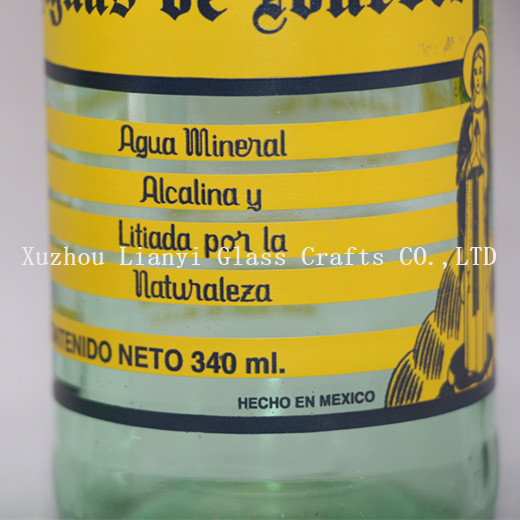 de
Agua Mineral
Alcalina y
Litiada por la
Xuzhou Lianyi Glass Crafts CO.,LTD
Naturaleza
NETO 340 ml.
HECHO EN MEXICO